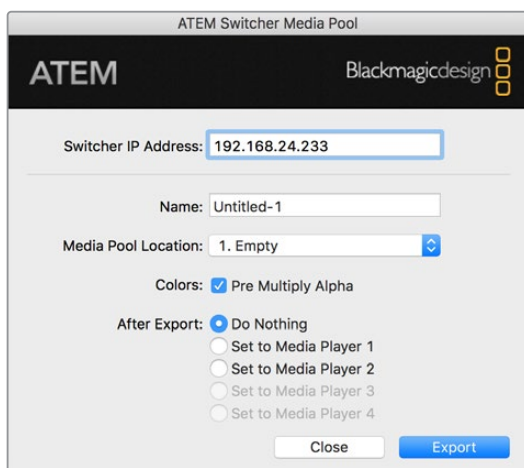 ATEM Switcher Media Pool
ATEM
Blackmagicdesign
Switcher IP Address: 192.168.24.233
Name: Untitled-1
Media Pool Location: 1. Empty
Colors: Pre Multiply Alpha
After Export: Do Nothing
Set to Media Player 1
Set to Media Player 2
Set to Media Player 3
Set to Media Player 4
Close Export